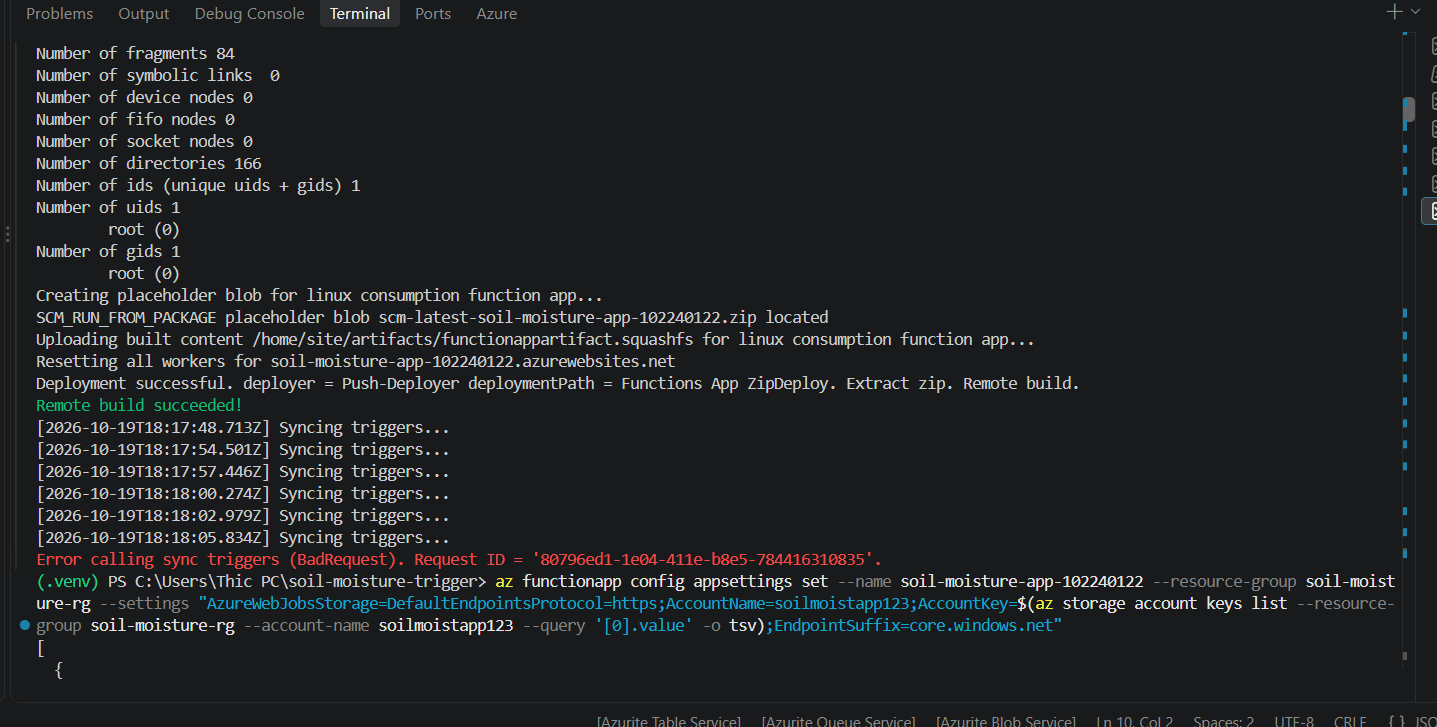 Problems Output Debug Console Terminal Ports Azure
Number of fragments 84
Number of symbolic links  0
Number of device nodes 0
Number of fifo nodes 0
Number of socket nodes 0
Number of directories 166
Number of ids (unique uids + gids) 1
Number of uids 1
        root (0)
Number of gids 1
        root (0)
Creating placeholder blob for linux consumption function app...
SCM_RUN_FROM_PACKAGE placeholder blob scm-latest-soil-moisture-app-102240122.zip located
Uploading built content /home/site/artifacts/functionappartifact.squashfs for linux consumption function app...
Resetting all workers for soil-moisture-app-102240122.azurewebsites.net
Deployment successful. deployer = Push-Deployer deploymentPath = Functions App ZipDeploy. Extract zip. Remote build.
Remote build succeeded!
[2026-10-19T18:17:48.713Z] Syncing triggers...
[2026-10-19T18:17:54.501Z] Syncing triggers...
[2026-10-19T18:17:57.446Z] Syncing triggers...
[2026-10-19T18:18:00.274Z] Syncing triggers...
[2026-10-19T18:18:02.979Z] Syncing triggers...
[2026-10-19T18:18:05.834Z] Syncing triggers...
Error calling sync triggers (BadRequest). Request ID = '80796ed1-1e04-411e-b8e5-784416310835'.
(.venv) PS C:\Users\Thic PC\soil-moisture-trigger> az functionapp config appsettings set --name soil-moisture-app-102240122 --resource-group soil-moist
ure-rg --settings "AzureWebJobsStorage=DefaultEndpointsProtocol=https;AccountName=soilmoistapp123;AccountKey=$(az storage account keys list --resource-
group soil-moisture-rg --account-name soilmoistapp123 --query '[0].value' -o tsv);EndpointSuffix=core.windows.net"
[
  {
[Azurite Table Service] [Azurite Queue Service] [Azurite Blob Service] Ln 10, Col 2 Spaces: 2 UTF-8 CRLF { }